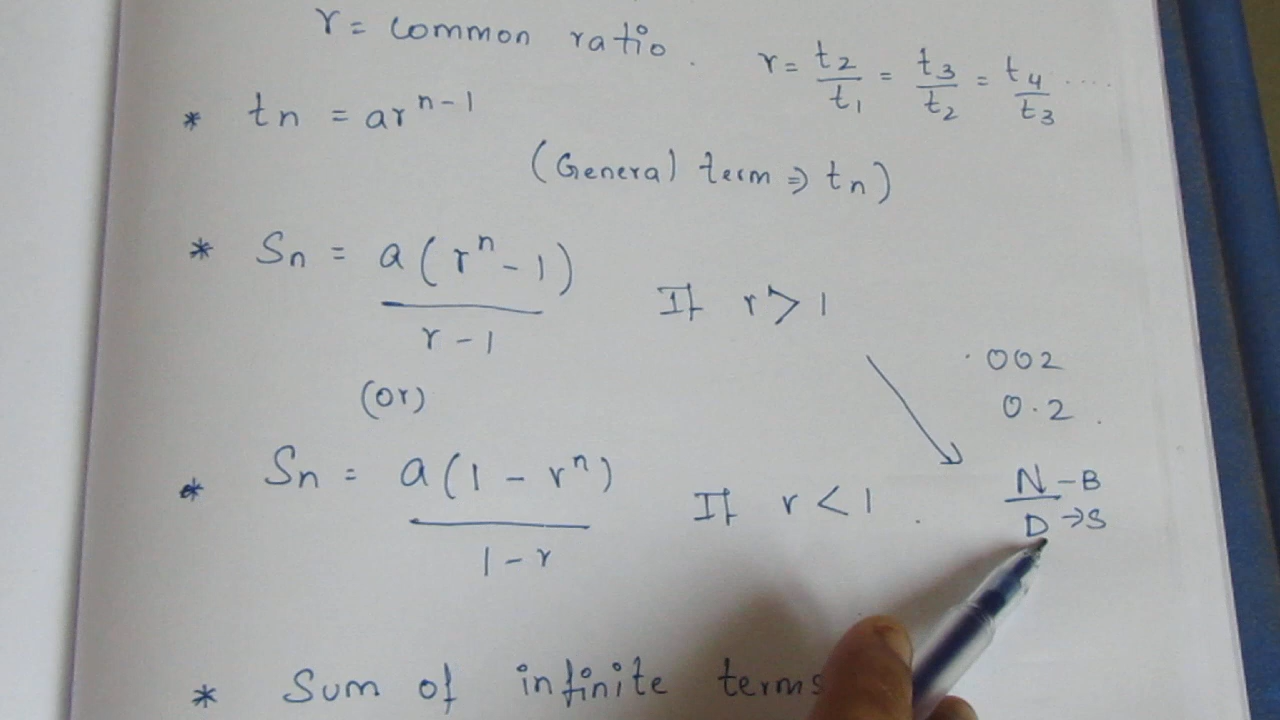 r = common ratio.
r = t2/t1 = t3/t2 = t4/t3 ....
* tn = ar^n-1
(General term ⇒ tn)
* Sn = a(r^n - 1)
r - 1
If r > 1
.002
(or)
0.2.
* Sn = a(1 - r^n)
1 - r
If r < 1.
N - B
D → S
* Sum of infinite terms